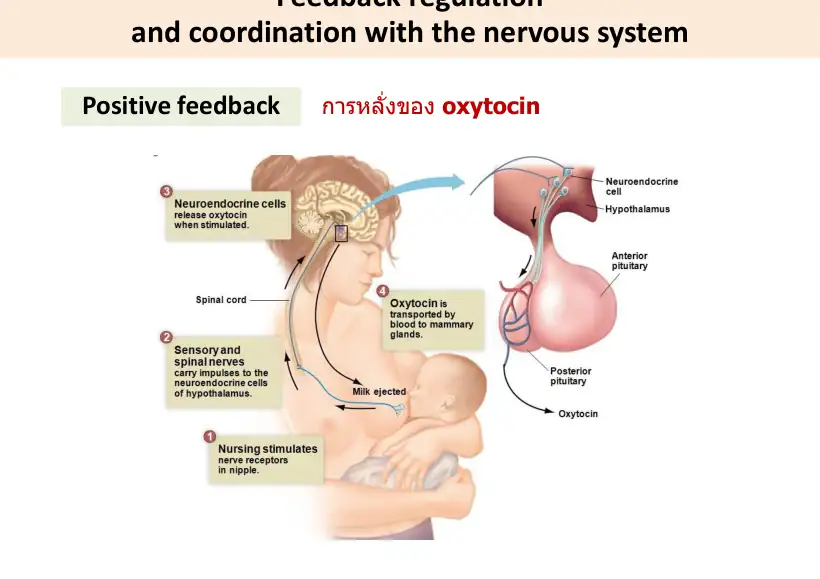 Feedback regulation
and coordination with the nervous system
Positive feedback
การหลั่งของ oxytocin
3
Neuroendocrine cells
release oxytocin
when stimulated.
Spinal cord
2
Sensory and
spinal nerves
carry impulses to the
neuroendocrine cells
of hypothalamus.
1
Nursing stimulates
nerve receptors
in nipple.
4
Oxytocin is
transported by
blood to mammary
glands.
Milk ejected
Neuroendocrine
cell
Hypothalamus
Anterior
pituitary
Posterior
pituitary
Oxytocin